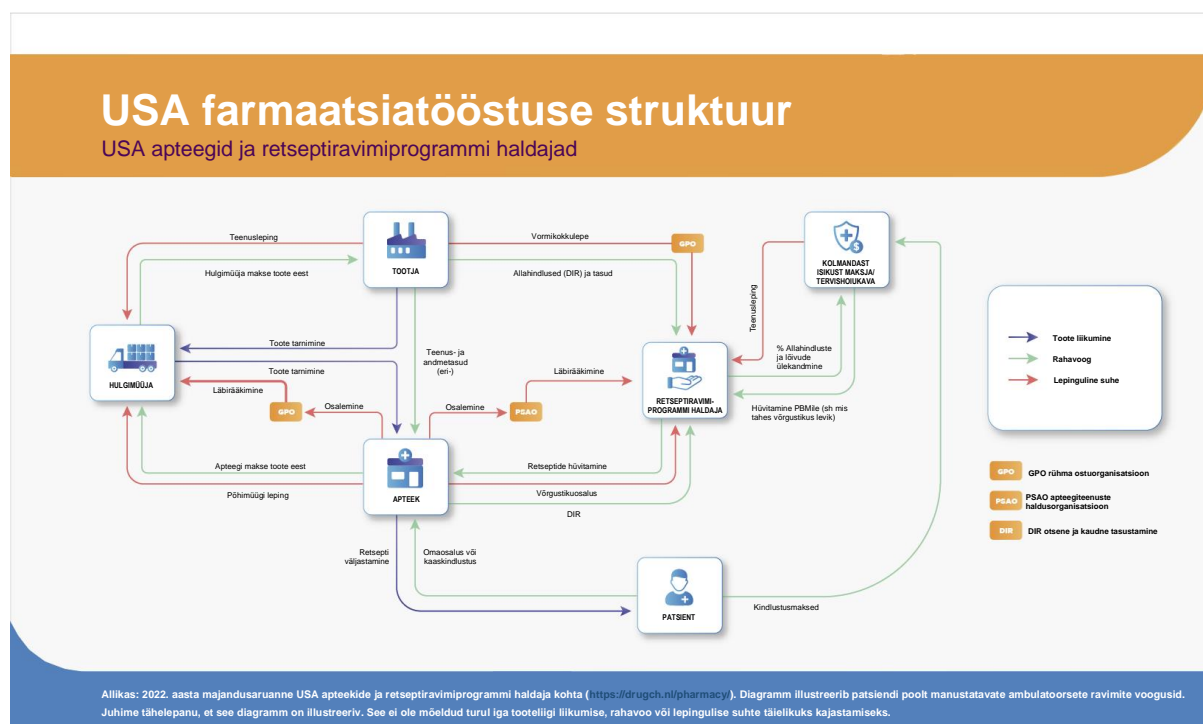 USA farmaatsiatööstuse struktuur
USA apteegid ja retseptiravimiprogrammi haldajad
Teenusleping
Hulgimüüja makse toote eest
TOOTJA
Vormikokkulepe
GPO
Allahindlused (DIR) ja tasud
KOLMANDAST
ISIKUST MAKSJA/
TERVISHOIUKAVA
Teenusleping
HULGIMÜÜJA
Toote tarnimine
Toote tarnimine
Läbirääkimine
GPO
Osalemine
Teenus- ja
andmetasud
(eri-)
Osalemine
PSAO
Läbirääkimine
RETSEPTIRAVIMI-
PROGRAMMI HALDAJA
% Allahindluste
ja lõivude
ülekandmine
Hüvitamine PBMile (sh mis
tahes võrgustikus levik)
Toote liikumine
Rahavoog
Lepinguline suhe
Apteegi makse toote eest
Põhimüügi leping
APTEEK
Retseptide hüvitamine
Võrgustikuosalus
DIR
GPO GPO rühma ostuorganisatsioon
PSAO PSAO apteegiteenuste
haldusorganisatsioon
DIR DIR otsene ja kaudne tasustamine
Retsepti
väljastamine
Omaosalus või
kaaskindlustus
PATSIENT
Kindlustusmaksed
Allikas: 2022. aasta majandusaruanne USA apteekide ja retseptiravimiprogrammi haldaja kohta (https://drugch.nl/pharmacy/). Diagramm illustreerib patsiendi poolt manustatavate ambulatoorsete ravimite voogusid.
Juhime tähelepanu, et see diagramm on illustreeriv. See ei ole mõeldud turul iga tooteliigi liikumise, rahavoo või lepingulise suhte täielikuks kajastamiseks.